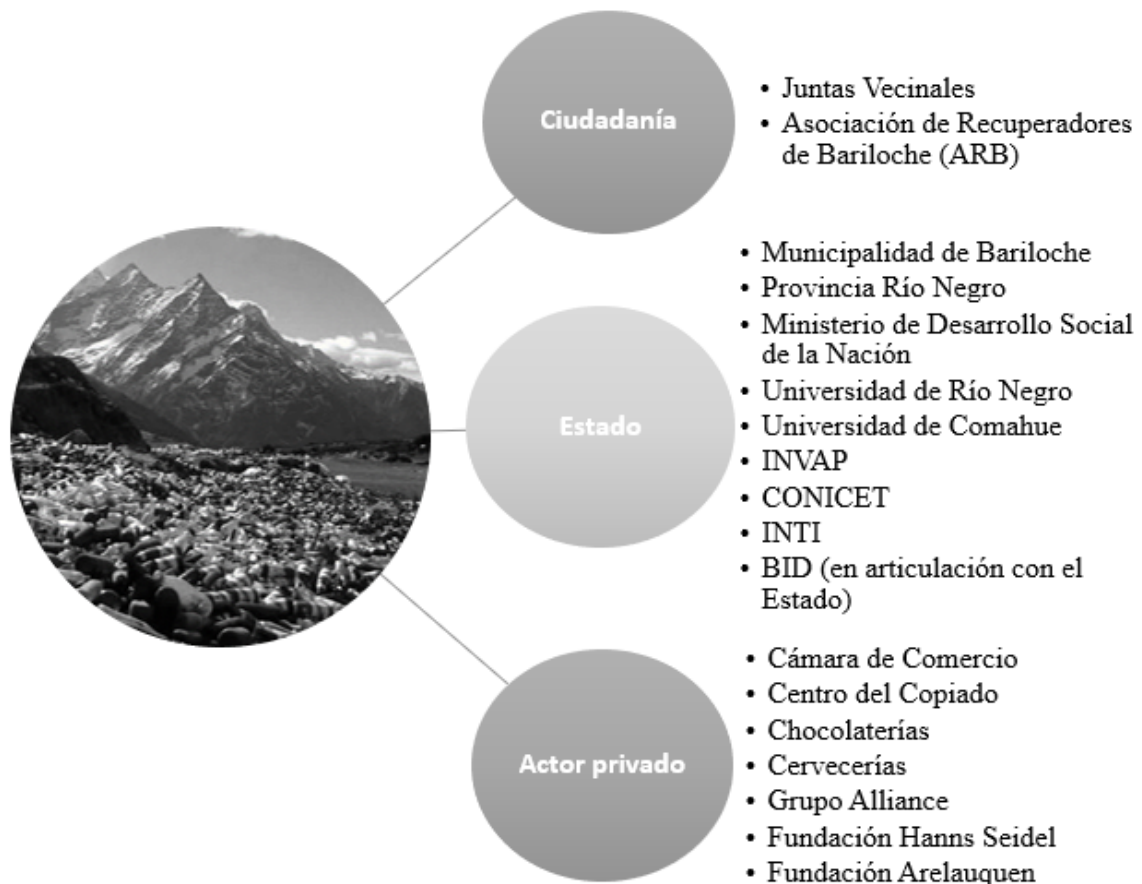 Ciudadanía
• Juntas Vecinales
• Asociación de Recuperadores
de Bariloche (ARB)
Estado
• Municipalidad de Bariloche
• Provincia Río Negro
• Ministerio de Desarrollo Social
de la Nación
• Universidad de Río Negro
• Universidad de Comahue
• INVAP
• CONICET
• INTI
• BID (en articulación con el
Estado)
Actor privado
• Cámara de Comercio
• Centro del Copiado
• Chocolaterías
• Cervecerías
• Grupo Alliance
• Fundación Hanns Seidel
• Fundación Arelauquen